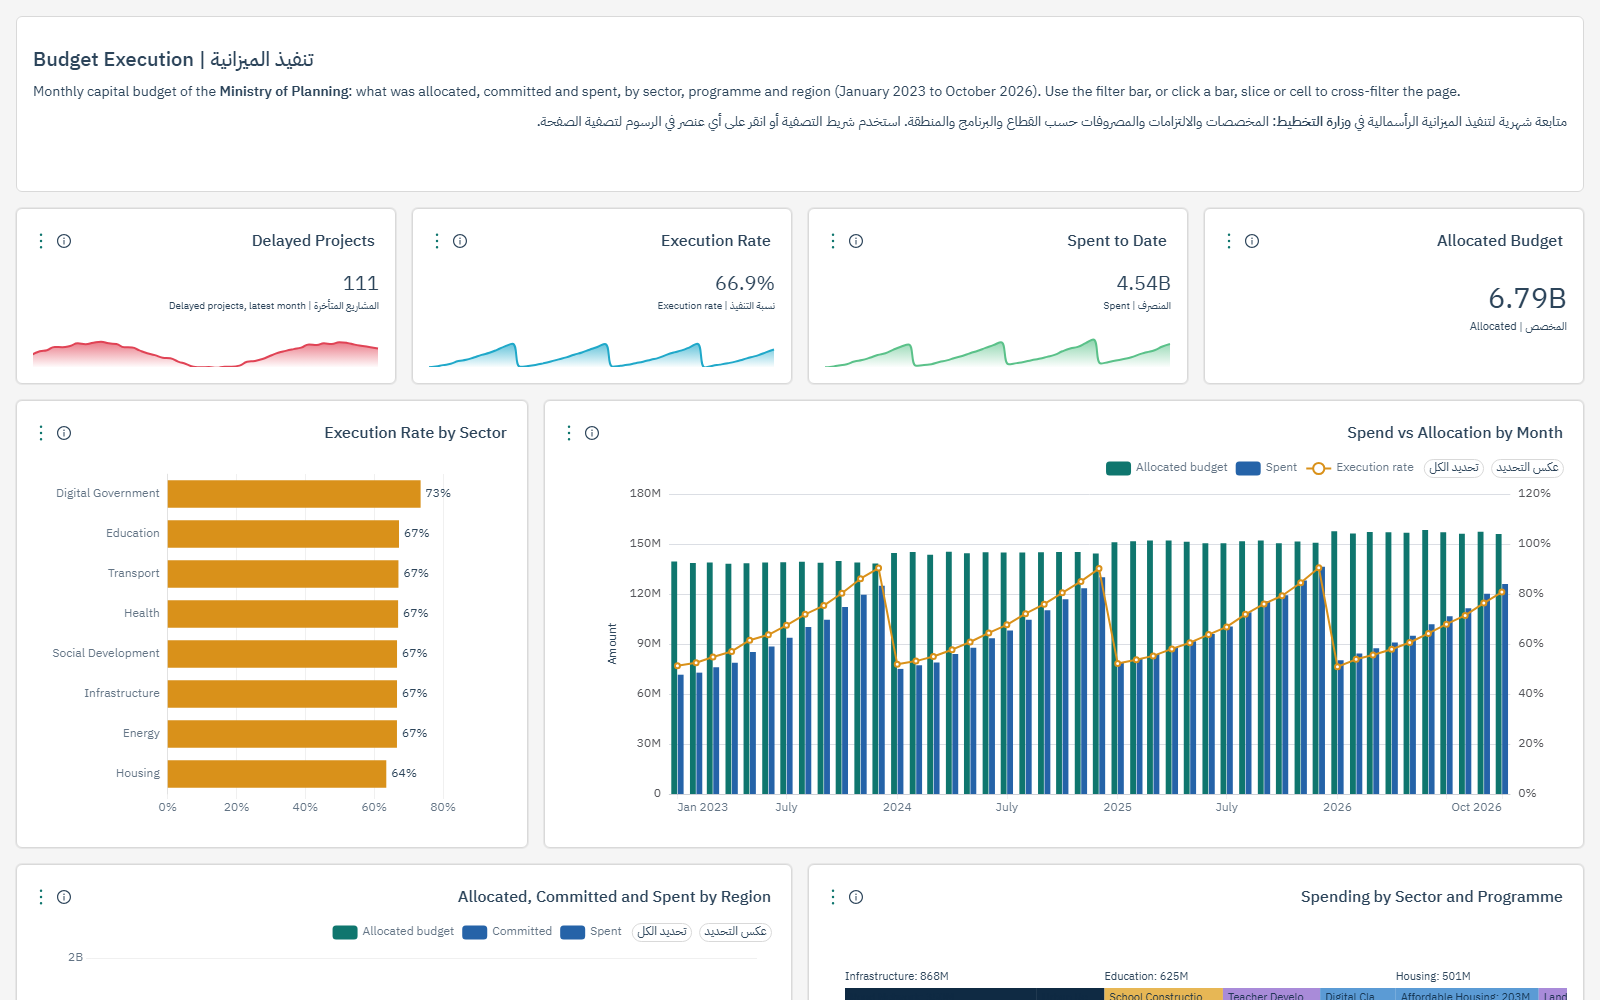 Budget Execution | تنفيذ الميزانية
Monthly capital budget of the Ministry of Planning: what was allocated, committed and spent, by sector, programme and region (January 2023 to October 2026). Use the filter bar, or click a bar, slice or cell to cross-filter the page.
متابعة شهرية لتنفيذ الميزانية الرأسمالية في وزارة التخطيط: المخصصات والالتزامات والمصروفات حسب القطاع والبرنامج والمنطقة. استخدم شريط التصفية أو انقر على أي عنصر في الرسوم لتصفية الصفحة.
Delayed Projects
111
Delayed projects, latest month | المشاريع المتأخرة
Execution Rate
66.9%
Execution rate | نسبة التنفيذ
Spent to Date
4.54B
Spent | المنصرف
Allocated Budget
6.79B
Allocated | المخصص
Execution Rate by Sector
Digital Government 73%
Education 67%
Transport 67%
Health 67%
Social Development 67%
Infrastructure 67%
Energy 67%
Housing 64%
0% 20% 40% 60% 80%
Spend vs Allocation by Month
Allocated budget Spent Execution rate تحديد الكل عكس التحديد
180M 120%
150M 100%
120M 80%
90M 60%
60M 40%
30M 20%
0 0%
Amount
Jan 2023 July 2024 July 2025 July 2026 Oct 2026
Allocated, Committed and Spent by Region
Allocated budget Committed Spent تحديد الكل عكس التحديد
2B
Spending by Sector and Programme
Infrastructure: 868M Education: 625M Housing: 501M
School Constructio Teacher Develo Digital Cla Affordable Housing: 203M Land